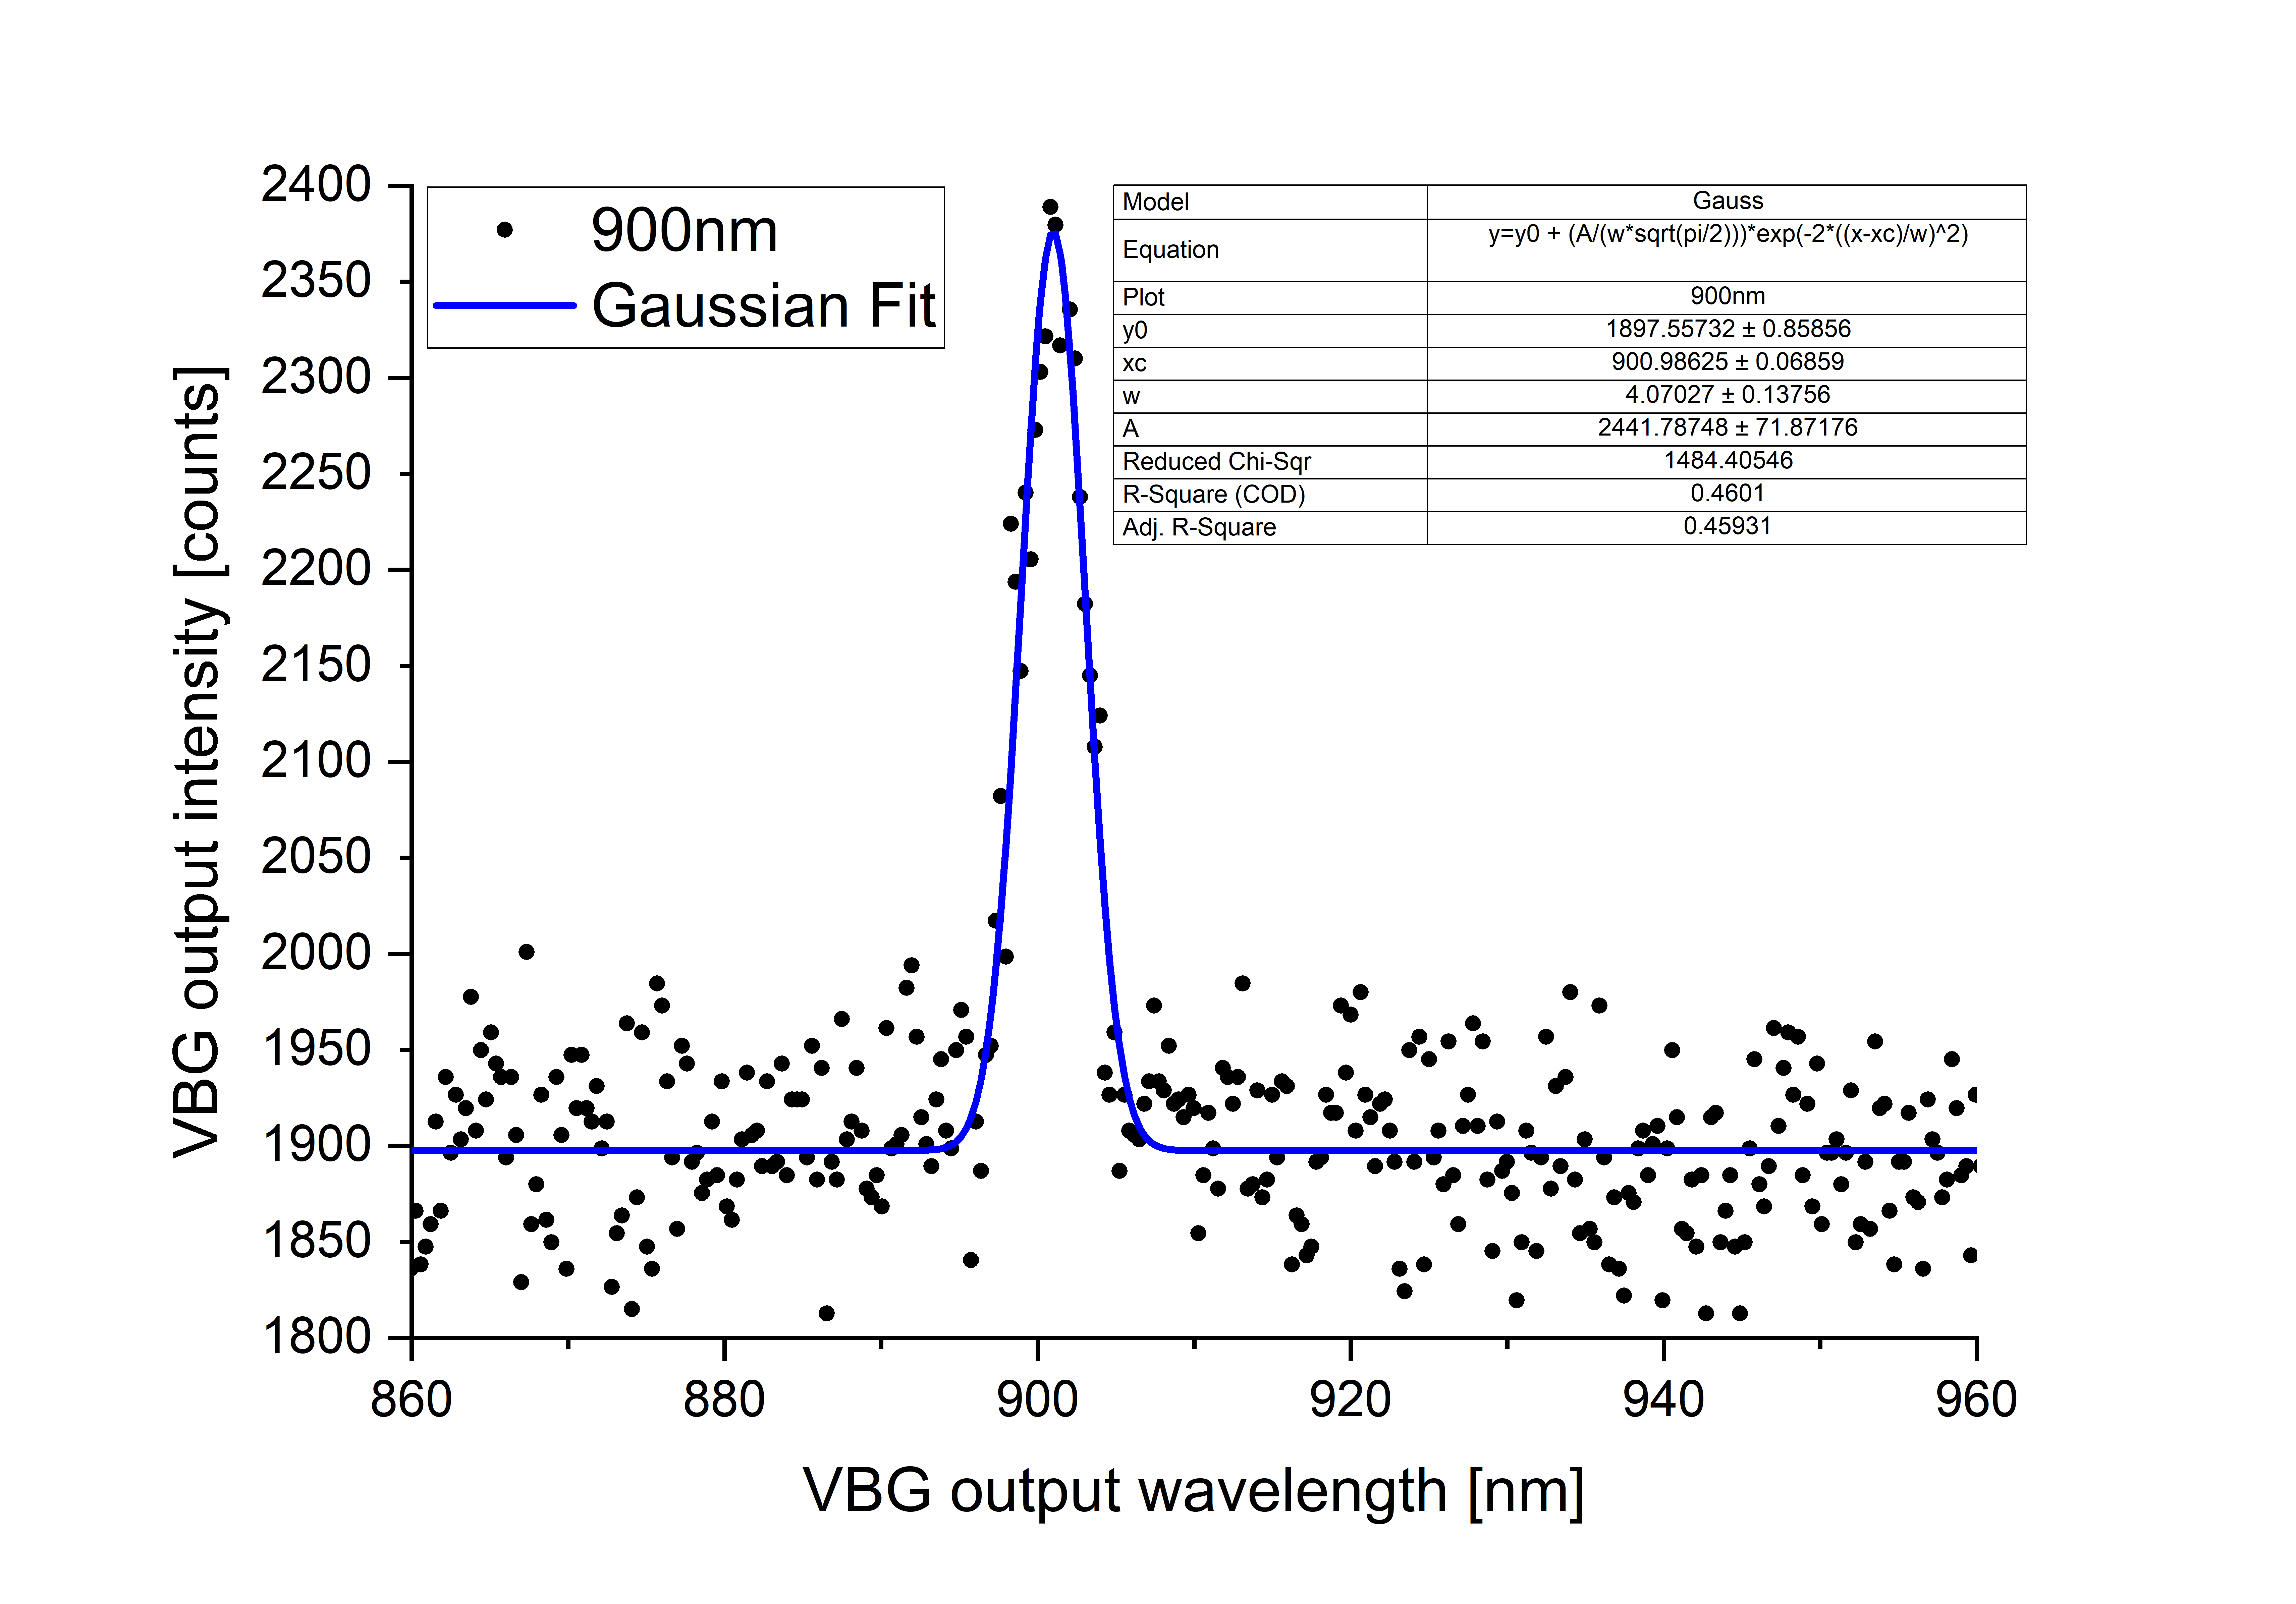 2400
2350
2300
2250
2200
2150
2100
2050
2000
1950
1900
1850
1800
VBG output intensity [counts]
900nm
Gaussian Fit
Model Gauss
Equation y=y0 + (A/(w*sqrt(pi/2)))*exp(-2*((x-xc)/w)^2)
Plot 900nm
y0 1897.55732 ± 0.85856
xc 900.98625 ± 0.06859
w 4.07027 ± 0.13756
A 2441.78748 ± 71.87176
Reduced Chi-Sqr 1484.40546
R-Square (COD) 0.4601
Adj. R-Square 0.45931
860 880 900 920 940 960
VBG output wavelength [nm]